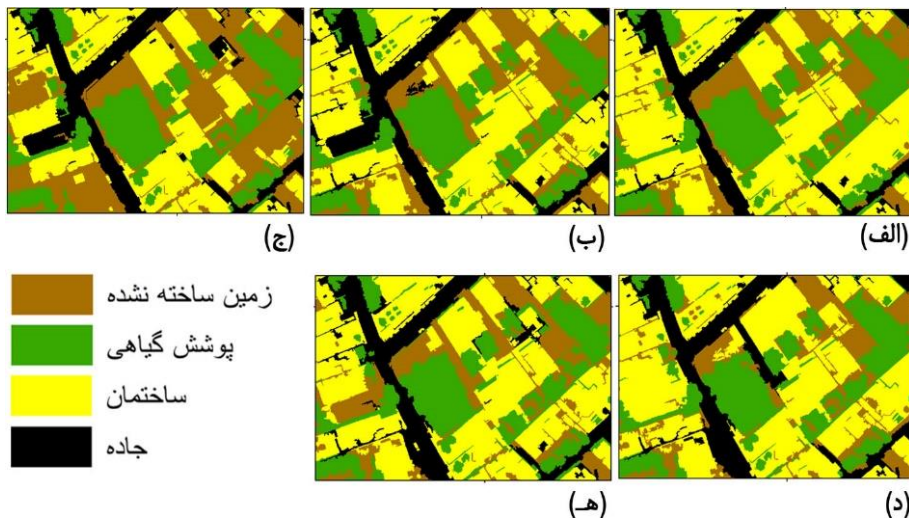 (الف)
(ب)
(ج)
زمین ساخته نشده
پوشش گیاهی
ساختمان
جاده
(د)
(هـ)